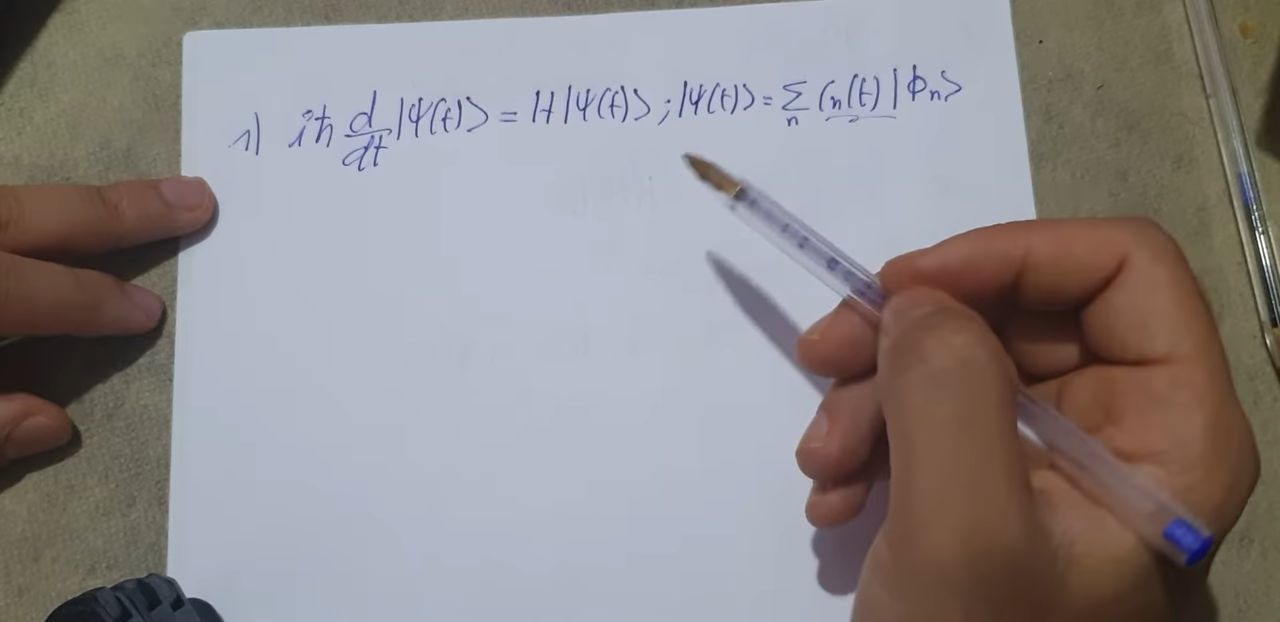 1) iħ d/dt |Ψ(t)> = H|Ψ(t)> ; |Ψ(t)> = Σ_n C_n(t) |ϕ_n>